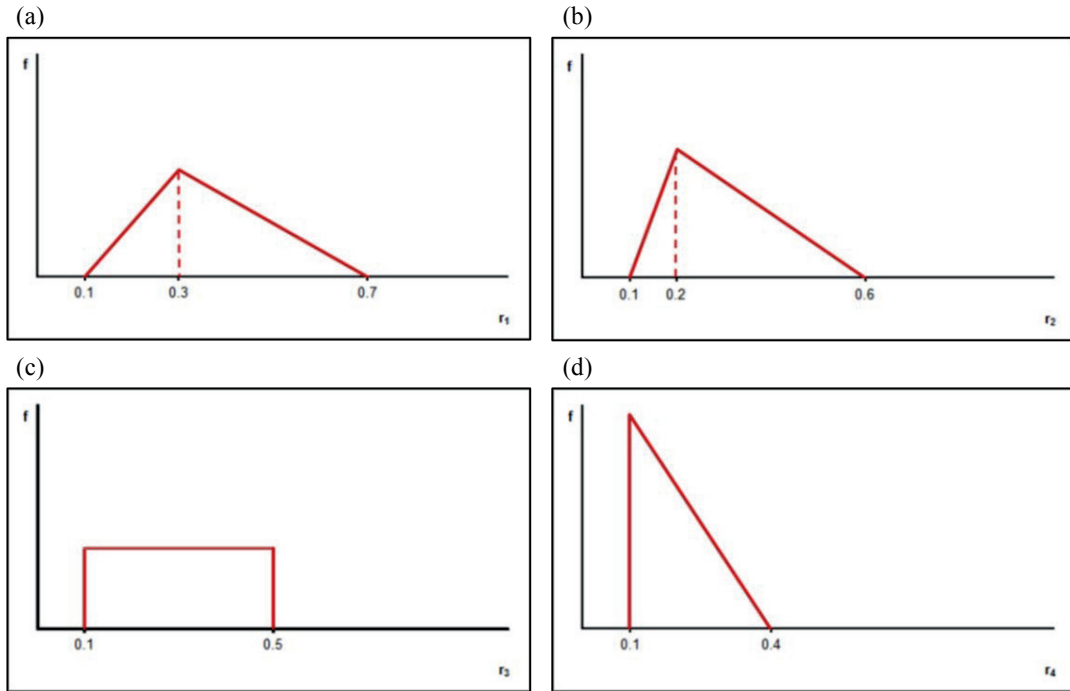 (a)
f
0.1 0.3 0.7
r₁
(b)
f
0.1 0.2 0.6
r₂
(c)
f
0.1 0.5
r₃
(d)
f
0.1 0.4
r₄